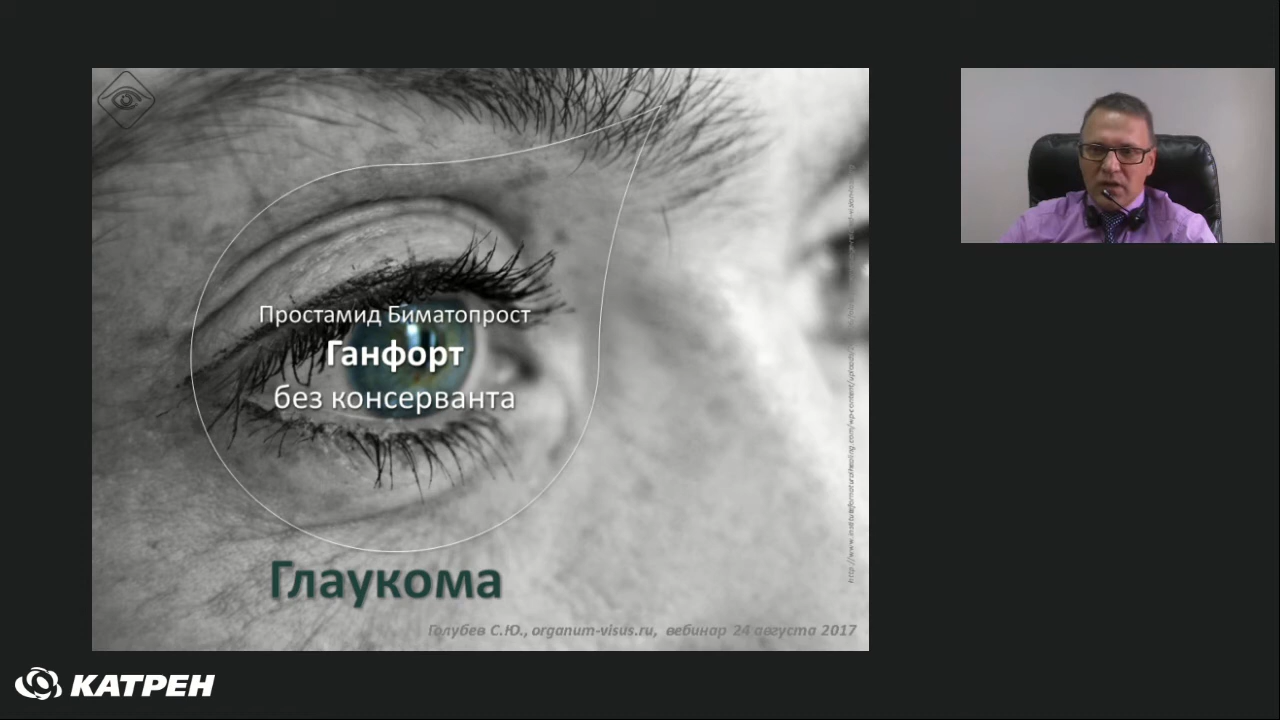 Простамид Биматопрост
Ганфорт
без консерванта
Глаукома
Голубев С.Ю., organum-visus.ru, вебинар 24 августа 2017
КАТРЕН